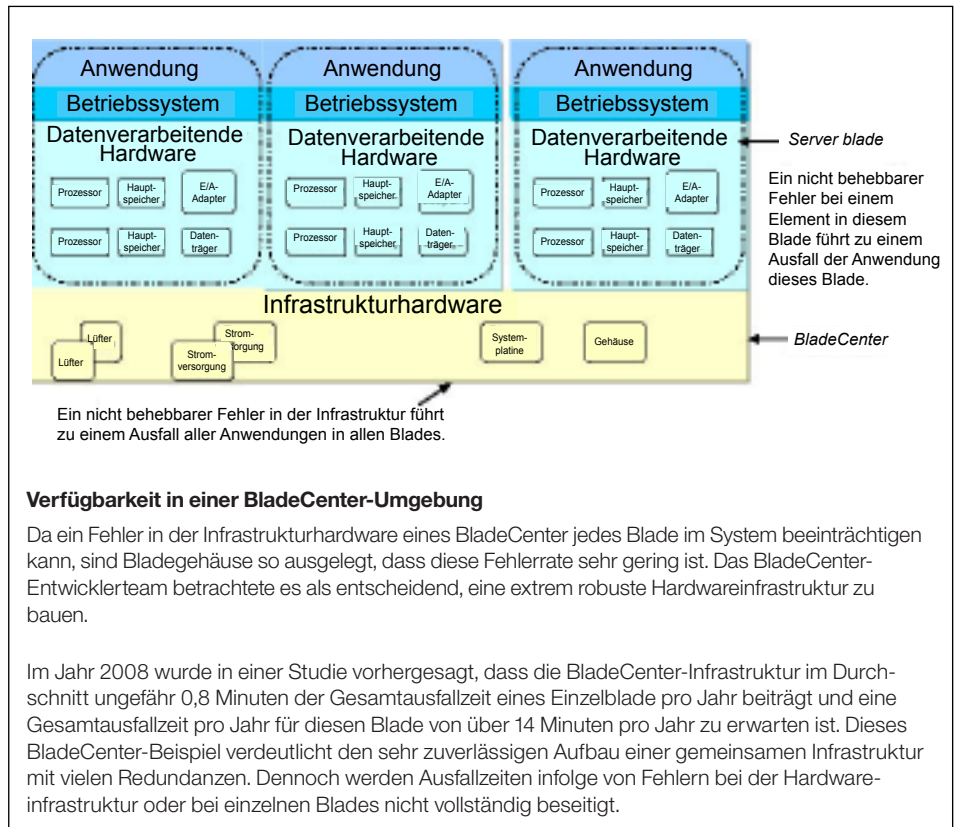 Anwendung
Anwendung
Anwendung
Betriebssystem
Betriebssystem
Betriebssystem
Datenverarbeitende
Hardware
Datenverarbeitende
Hardware
Datenverarbeitende
Hardware
Prozessor
Haupt-
speicher
E/A-
Adapter
Prozessor
Haupt-
speicher
Daten-
träger
Prozessor
Haupt-
speicher
E/A-
Adapter
Prozessor
Haupt-
speicher
Daten-
träger
Prozessor
Haupt-
speicher
E/A-
Adapter
Prozessor
Haupt-
speicher
Daten-
träger
Server blade
Ein nicht behebbarer
Fehler bei einem
Element in diesem
Blade führt zu einem
Ausfall der Anwendung
dieses Blade.
Infrastrukturhardware
Lüfter
Lüfter
Strom-
versorgung
Strom-
versorgung
System-
platine
Gehäuse
BladeCenter
Ein nicht behebbarer Fehler in der Infrastruktur führt
zu einem Ausfall aller Anwendungen in allen Blades.
Verfügbarkeit in einer BladeCenter-Umgebung
Da ein Fehler in der Infrastrukturhardware eines BladeCenter jedes Blade im System beeinträchtigen
kann, sind Bladegehäuse so ausgelegt, dass diese Fehlerrate sehr gering ist. Das BladeCenter-
Entwicklerteam betrachtete es als entscheidend, eine extrem robuste Hardwareinfrastruktur zu
bauen.
Im Jahr 2008 wurde in einer Studie vorhergesagt, dass die BladeCenter-Infrastruktur im Durch-
schnitt ungefähr 0,8 Minuten der Gesamtausfallzeit eines Einzelblade pro Jahr beiträgt und eine
Gesamtausfallzeit pro Jahr für diesen Blade von über 14 Minuten pro Jahr zu erwarten ist. Dieses
BladeCenter-Beispiel verdeutlicht den sehr zuverlässigen Aufbau einer gemeinsamen Infrastruktur
mit vielen Redundanzen. Dennoch werden Ausfallzeiten infolge von Fehlern bei der Hardware-
infrastruktur oder bei einzelnen Blades nicht vollständig beseitigt.